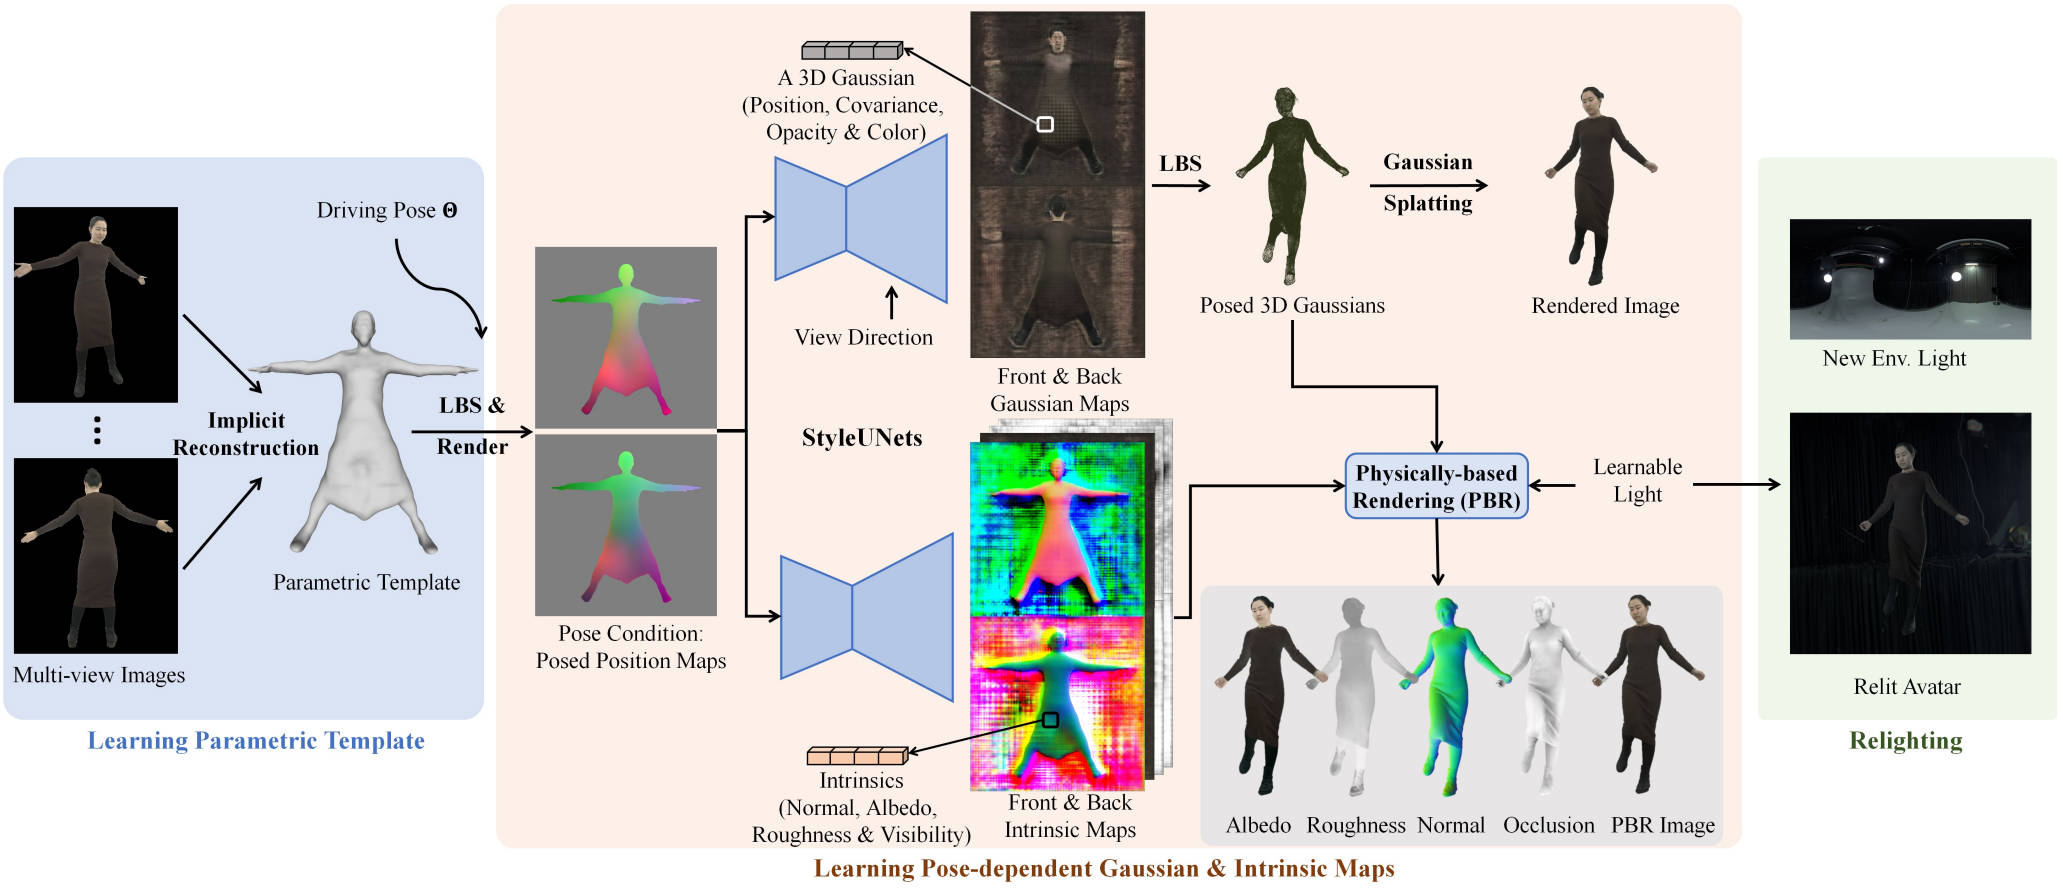 Driving Pose Θ
Implicit
Reconstruction
LBS &
Render
Parametric Template
Multi-view Images
Learning Parametric Template
A 3D Gaussian
(Position, Covariance,
Opacity & Color)
View Direction
StyleUNets
Pose Condition:
Posed Position Maps
Front & Back
Gaussian Maps
LBS
Posed 3D Gaussians
Gaussian
Splatting
Rendered Image
Intrinsics
(Normal, Albedo,
Roughness & Visibility)
Front & Back
Intrinsic Maps
Physically-based
Rendering (PBR)
Learnable
Light
Albedo
Roughness
Normal
Occlusion
PBR Image
Learning Pose-dependent Gaussian & Intrinsic Maps
New Env. Light
Relit Avatar
Relighting